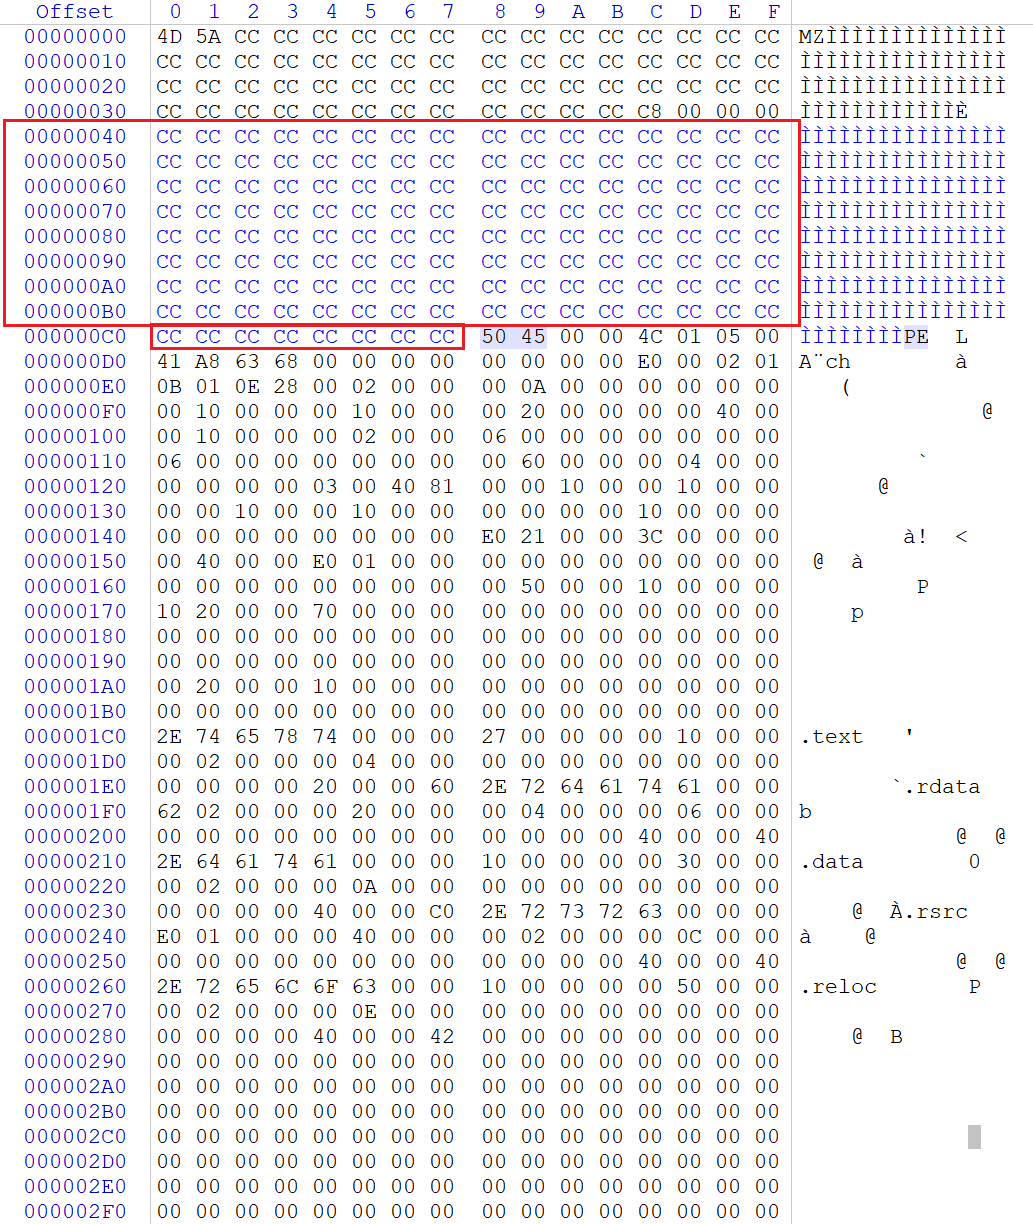 Offset 0 1 2 3 4 5 6 7 8 9 A B C D E F
00000000 4D 5A CC CC CC CC CC CC CC CC CC CC CC CC CC CC MZÌÌÌÌÌÌÌÌÌÌÌÌÌÌ
00000010 CC CC CC CC CC CC CC CC CC CC CC CC CC CC CC CC ÌÌÌÌÌÌÌÌÌÌÌÌÌÌÌÌ
00000020 CC CC CC CC CC CC CC CC CC CC CC CC CC CC CC CC ÌÌÌÌÌÌÌÌÌÌÌÌÌÌÌÌ
00000030 CC CC CC CC CC CC CC CC CC CC CC CC C8 00 00 00 ÌÌÌÌÌÌÌÌÌÌÌÌÈ
00000040 CC CC CC CC CC CC CC CC CC CC CC CC CC CC CC CC ÌÌÌÌÌÌÌÌÌÌÌÌÌÌÌÌ
00000050 CC CC CC CC CC CC CC CC CC CC CC CC CC CC CC CC ÌÌÌÌÌÌÌÌÌÌÌÌÌÌÌÌ
00000060 CC CC CC CC CC CC CC CC CC CC CC CC CC CC CC CC ÌÌÌÌÌÌÌÌÌÌÌÌÌÌÌÌ
00000070 CC CC CC CC CC CC CC CC CC CC CC CC CC CC CC CC ÌÌÌÌÌÌÌÌÌÌÌÌÌÌÌÌ
00000080 CC CC CC CC CC CC CC CC CC CC CC CC CC CC CC CC ÌÌÌÌÌÌÌÌÌÌÌÌÌÌÌÌ
00000090 CC CC CC CC CC CC CC CC CC CC CC CC CC CC CC CC ÌÌÌÌÌÌÌÌÌÌÌÌÌÌÌÌ
000000A0 CC CC CC CC CC CC CC CC CC CC CC CC CC CC CC CC ÌÌÌÌÌÌÌÌÌÌÌÌÌÌÌÌ
000000B0 CC CC CC CC CC CC CC CC CC CC CC CC CC CC CC CC ÌÌÌÌÌÌÌÌÌÌÌÌÌÌÌÌ
000000C0 CC CC CC CC CC CC CC CC 50 45 00 00 4C 01 05 00 ÌÌÌÌÌÌÌÌPE L
000000D0 41 A8 63 68 00 00 00 00 00 00 00 00 E0 00 02 01 A¨ch à
000000E0 0B 01 0E 28 00 02 00 00 00 0A 00 00 00 00 00 00 (
000000F0 00 10 00 00 00 10 00 00 00 20 00 00 00 00 40 00 @
00000100 00 10 00 00 00 02 00 00 06 00 00 00 00 00 00 00
00000110 06 00 00 00 00 00 00 00 00 60 00 00 00 04 00 00 `
00000120 00 00 00 00 03 00 40 81 00 00 10 00 00 10 00 00 @
00000130 00 00 10 00 00 10 00 00 00 00 00 00 10 00 00 00
00000140 00 00 00 00 00 00 00 00 E0 21 00 00 3C 00 00 00 à! <
00000150 00 40 00 00 E0 01 00 00 00 00 00 00 00 00 00 00 @ à
00000160 00 00 00 00 00 00 00 00 00 50 00 00 10 00 00 00 P
00000170 10 20 00 00 70 00 00 00 00 00 00 00 00 00 00 00 p
00000180 00 00 00 00 00 00 00 00 00 00 00 00 00 00 00 00
00000190 00 00 00 00 00 00 00 00 00 00 00 00 00 00 00 00
000001A0 00 20 00 00 10 00 00 00 00 00 00 00 00 00 00 00
000001B0 00 00 00 00 00 00 00 00 00 00 00 00 00 00 00 00
000001C0 2E 74 65 78 74 00 00 00 27 00 00 00 00 10 00 00 .text '
000001D0 00 02 00 00 00 04 00 00 00 00 00 00 00 00 00 00
000001E0 00 00 00 00 20 00 00 60 2E 72 64 61 74 61 00 00 `.rdata
000001F0 62 02 00 00 00 20 00 00 00 04 00 00 00 06 00 00 b
00000200 00 00 00 00 00 00 00 00 00 00 00 00 40 00 00 40 @ @
00000210 2E 64 61 74 61 00 00 00 10 00 00 00 00 30 00 00 .data 0
00000220 00 02 00 00 00 0A 00 00 00 00 00 00 00 00 00 00
00000230 00 00 00 00 40 00 00 C0 2E 72 73 72 63 00 00 00 @ À.rsrc
00000240 E0 01 00 00 00 40 00 00 00 02 00 00 00 0C 00 00 à @
00000250 00 00 00 00 00 00 00 00 00 00 00 00 40 00 00 40 @ @
00000260 2E 72 65 6C 6F 63 00 00 10 00 00 00 00 50 00 00 .reloc P
00000270 00 02 00 00 00 0E 00 00 00 00 00 00 00 00 00 00
00000280 00 00 00 00 40 00 00 42 00 00 00 00 00 00 00 00 @ B
00000290 00 00 00 00 00 00 00 00 00 00 00 00 00 00 00 00
000002A0 00 00 00 00 00 00 00 00 00 00 00 00 00 00 00 00
000002B0 00 00 00 00 00 00 00 00 00 00 00 00 00 00 00 00
000002C0 00 00 00 00 00 00 00 00 00 00 00 00 00 00 00 00
000002D0 00 00 00 00 00 00 00 00 00 00 00 00 00 00 00 00
000002E0 00 00 00 00 00 00 00 00 00 00 00 00 00 00 00 00
000002F0 00 00 00 00 00 00 00 00 00 00 00 00 00 00 00 00